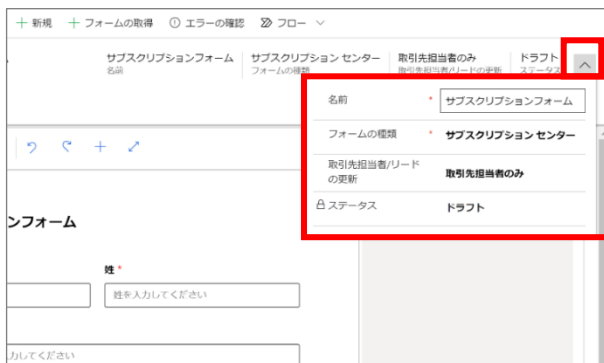 新規 フォームの取得 エラーの確認 フロー
サブスクリプションフォーム サブスクリプション センター 取引先担当者のみ ドラフト
名前 フォームの種類 取引先担当者/リードの更新 ステータス
名前 * サブスクリプションフォーム
フォームの種類 * サブスクリプション センター
取引先担当者/リード
の更新
取引先担当者のみ
ステータス ドラフト
ンフォーム
姓 *
姓を入力してください
力してください